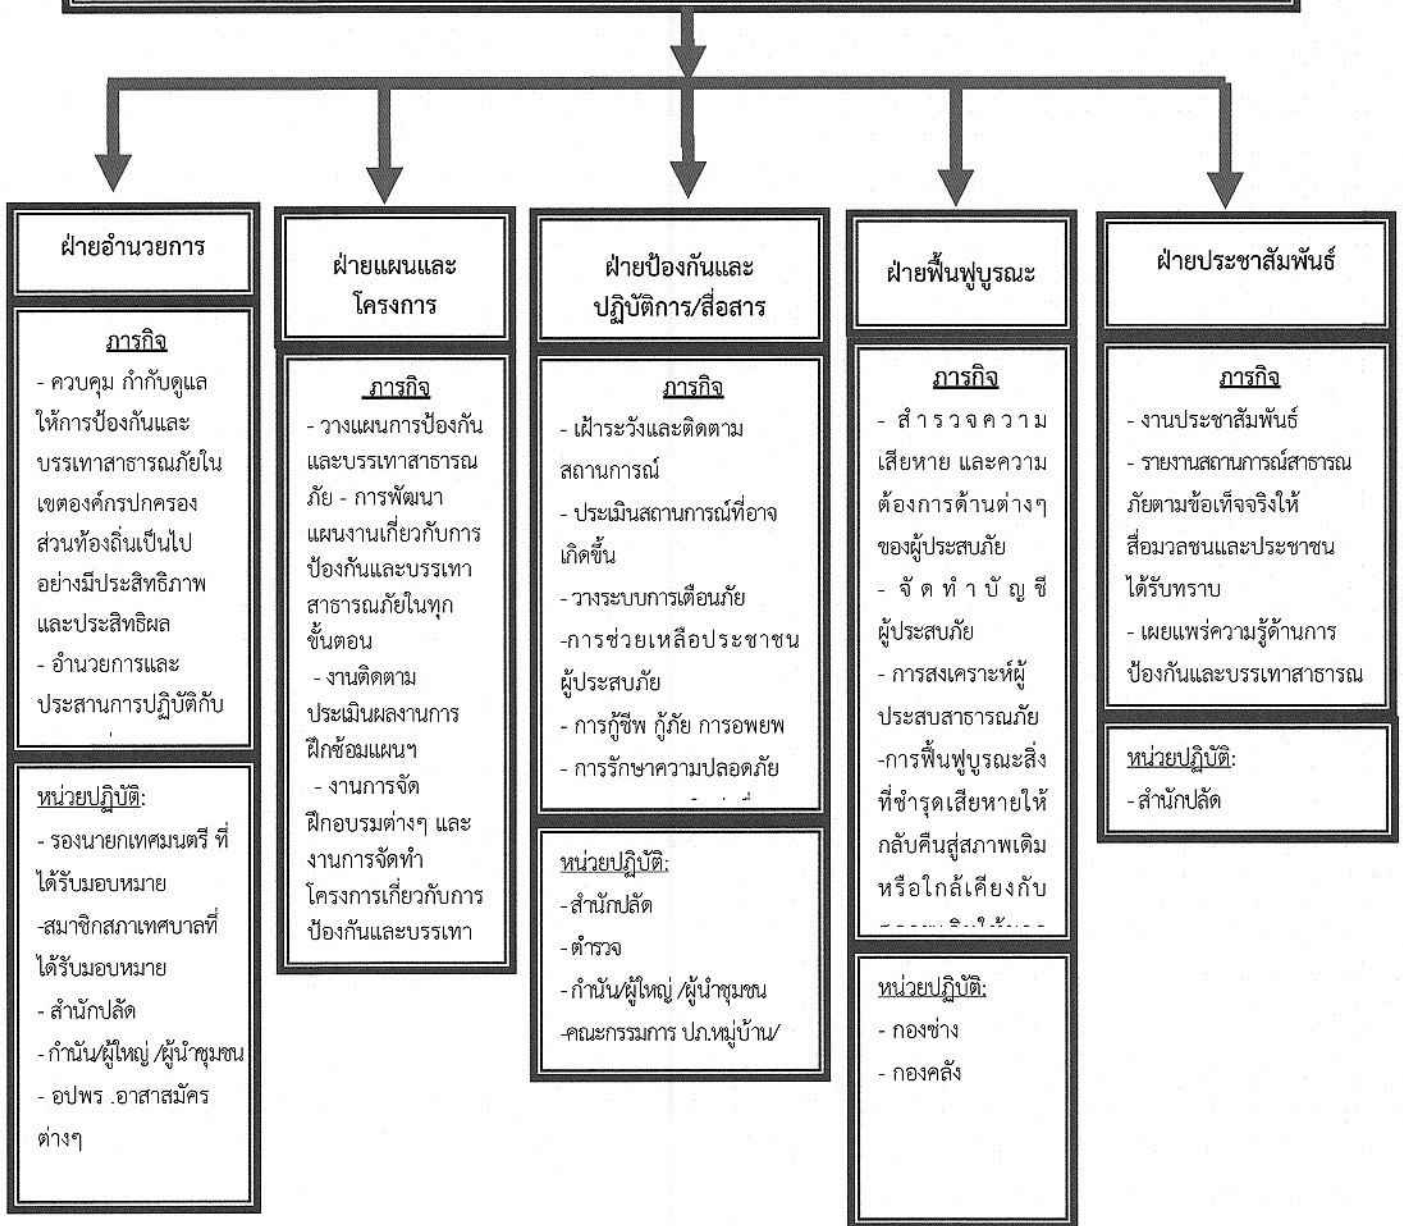 ฝ่ายอำนวยการ
ภารกิจ
- ควบคุม กำกับดูแล
ให้การป้องกันและ
บรรเทาสาธารณภัยใน
เขตองค์กรปกครอง
ส่วนท้องถิ่นเป็นไป
อย่างมีประสิทธิภาพ
และประสิทธิผล
- อำนวยการและ
ประสานการปฏิบัติกับ
หน่วยปฏิบัติ:
- รองนายกเทศมนตรี ที่
ได้รับมอบหมาย
-สมาชิกสภาเทศบาลที่
ได้รับมอบหมาย
- สำนักปลัด
- กำนัน/ผู้ใหญ่ /ผู้นำชุมชน
- อปพร .อาสาสมัคร
ต่างๆ
ฝ่ายแผนและ
โครงการ
ภารกิจ
- วางแผนการป้องกัน
และบรรเทาสาธารณ
ภัย - การพัฒนา
แผนงานเกี่ยวกับการ
ป้องกันและบรรเทา
สาธารณภัยในทุก
ขั้นตอน
- งานติดตาม
ประเมินผลงานการ
ฝึกซ้อมแผนฯ
- งานการจัด
ฝึกอบรมต่างๆ และ
งานการจัดทำ
โครงการเกี่ยวกับการ
ป้องกันและบรรเทา
ฝ่ายป้องกันและ
ปฏิบัติการ/สื่อสาร
ภารกิจ
- เฝ้าระวังและติดตาม
สถานการณ์
- ประเมินสถานการณ์ที่อาจ
เกิดขึ้น
- วางระบบการเตือนภัย
-การช่วยเหลือประชาชน
ผู้ประสบภัย
- การกู้ชีพ กู้ภัย การอพยพ
- การรักษาความปลอดภัย
หน่วยปฏิบัติ:
- สำนักปลัด
- ตำรวจ
- กำนัน/ผู้ใหญ่ /ผู้นำชุมชน
-คณะกรรมการ ปภ.หมู่บ้าน/
ฝ่ายฟื้นฟูบูรณะ
ภารกิจ
- สำรวจความ
เสียหาย และความ
ต้องการด้านต่างๆ
ของผู้ประสบภัย
- จัดทำบัญชี
ผู้ประสบภัย
- การสงเคราะห์ผู้
ประสบสาธารณภัย
-การฟื้นฟูบูรณะสิ่ง
ที่ชำรุดเสียหายให้
กลับคืนสู่สภาพเดิม
หรือใกล้เคียงกับ
หน่วยปฏิบัติ:
- กองช่าง
- กองคลัง
ฝ่ายประชาสัมพันธ์
ภารกิจ
- งานประชาสัมพันธ์
- รายงานสถานการณ์สาธารณ
ภัยตามข้อเท็จจริงให้
สื่อมวลชนและประชาชน
ได้รับทราบ
- เผยแพร่ความรู้ด้านการ
ป้องกันและบรรเทาสาธารณ
หน่วยปฏิบัติ:
- สำนักปลัด